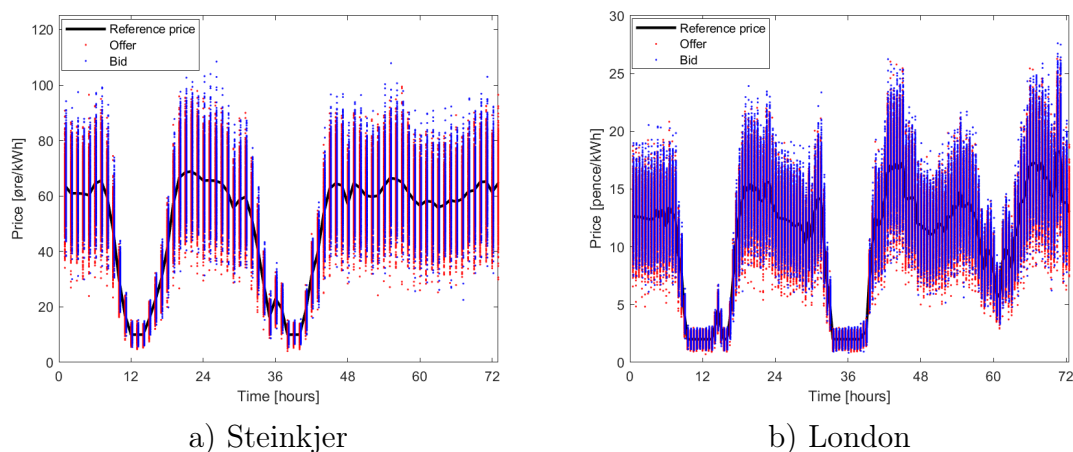 Reference price
Offer
Bid
Price [øre/kWh]
120
100
80
60
40
20
0
0 12 24 36 48 60 72
Time [hours]
a) Steinkjer
Reference price
Offer
Bid
Price [pence/kWh]
30
25
20
15
10
5
0
0 12 24 36 48 60 72
Time [hours]
b) London